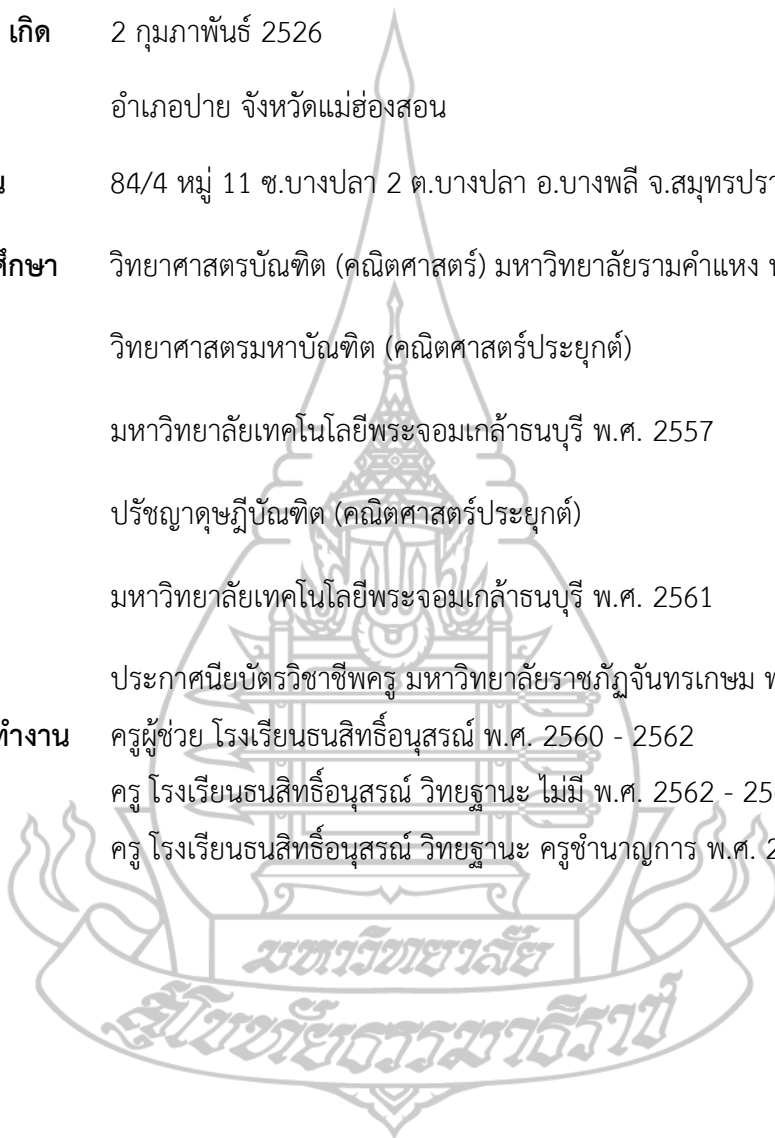 เกิด 2 กุมภาพันธ์ 2526
อำเภอปาย จังหวัดแม่ฮ่องสอน
84/4 หมู่ 11 ซ.บางปลา 2 ต.บางปลา อ.บางพลี จ.สมุทรปรา
วิทยาศาสตรบัณฑิต (คณิตศาสตร์) มหาวิทยาลัยรามคำแหง
วิทยาศาสตรมหาบัณฑิต (คณิตศาสตร์ประยุกต์)
มหาวิทยาลัยเทคโนโลยีพระจอมเกล้าธนบุรี พ.ศ. 2557
ปรัชญาดุษฎีบัณฑิต (คณิตศาสตร์ประยุกต์)
มหาวิทยาลัยเทคโนโลยีพระจอมเกล้าธนบุรี พ.ศ. 2561
ประกาศนียบัตรวิชาชีพครู มหาวิทยาลัยราชภัฏจันทรเกษม
ทำงาน ครูผู้ช่วย โรงเรียนธนสิทธิ์อนุสรณ์ พ.ศ. 2560 - 2562
ครู โรงเรียนธนสิทธิ์อนุสรณ์ วิทยฐานะ ไม่มี พ.ศ. 2562 -
ครู โรงเรียนธนสิทธิ์อนุสรณ์ วิทยฐานะ ครูชำนาญการ พ.ศ.
มหาวิทยาลัย
สุโขทัยธรรมาธิราช